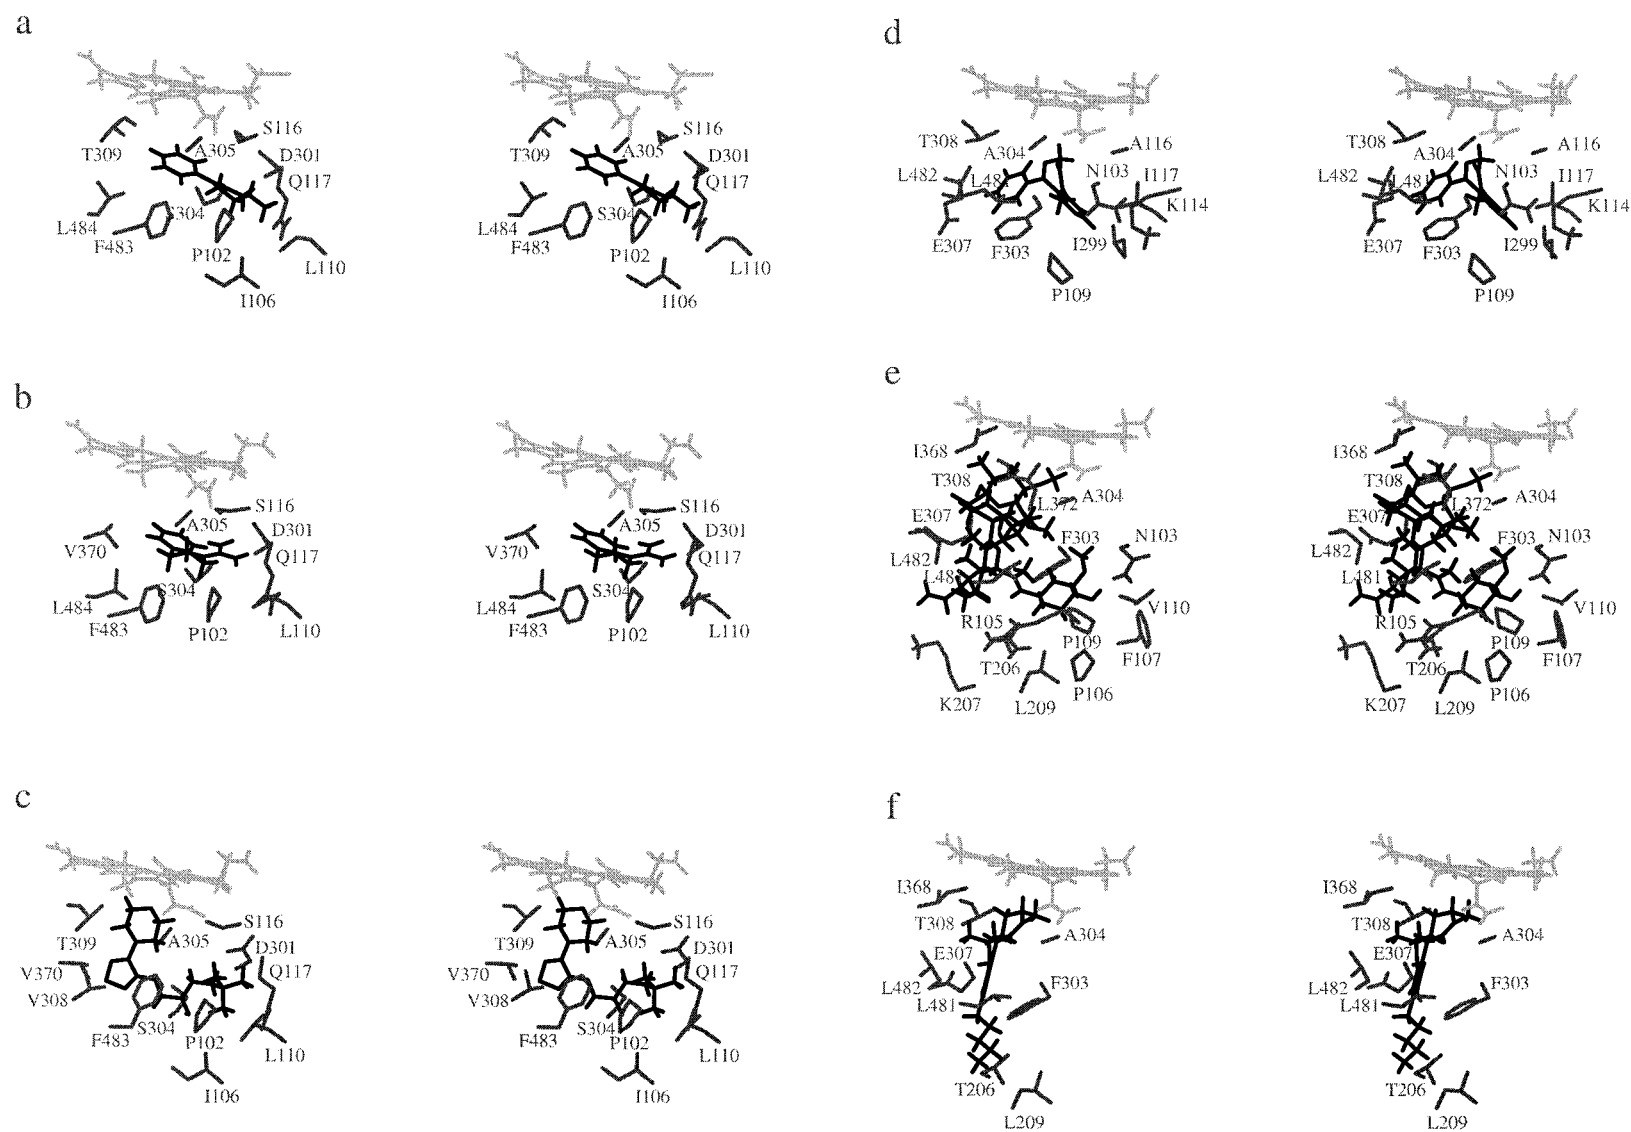 a
S116
A305
D301
T309
Q117
S304
L484
F483
P102
L110
I106
S116
A305
D301
T309
Q117
S304
L484
F483
P102
L110
I106
b
S116
A305
D301
V370
Q117
S304
L484
F483
P102
L110
S116
A305
D301
V370
Q117
S304
L484
F483
P102
L110
c
S116
T309
A305
D301
V370
Q117
V308
S304
F483
P102
L110
I106
S116
T309
A305
D301
V370
Q117
V308
S304
F483
P102
L110
I106
d
T308
A304
A116
L482
L481
N103
I117
K114
E307
F303
I299
P109
T308
A304
A116
L482
L481
N103
I117
K114
E307
F303
I299
P109
e
I368
T308
L372
A304
E307
F303
N103
L482
L481
V110
R105
P109
F107
T206
P106
K207
L209
I368
T308
L372
A304
E307
F303
N103
L482
L481
V110
R105
P109
F107
T206
P106
K207
L209
f
I368
T308
A304
E307
L482
F303
L481
T206
L209
I368
T308
A304
E307
L482
F303
L481
T206
L209